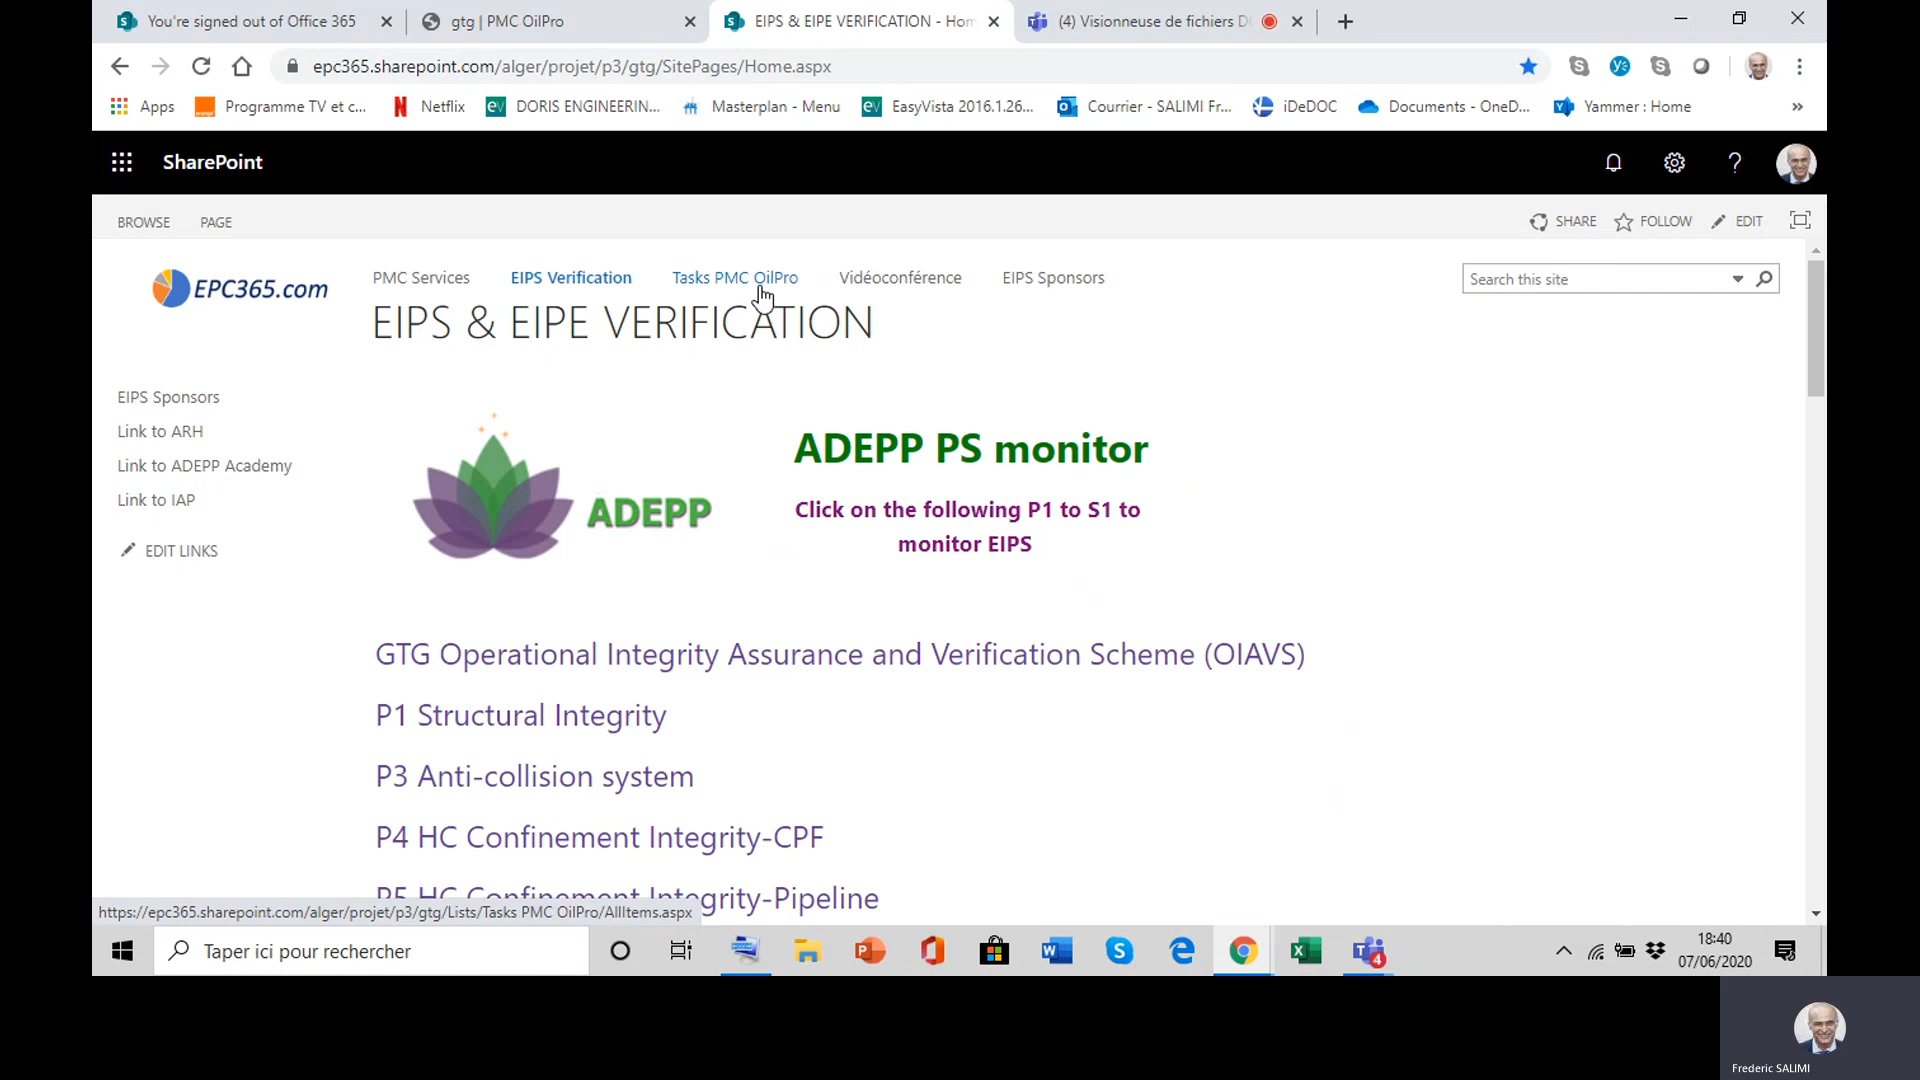 You're signed out of Office 365
gtg | PMC OilPro
EIPS & EIPE VERIFICATION - Hom
(4) Visionneuse de fichiers D
epc365.sharepoint.com/alger/projet/p3/gtg/SitePages/Home.aspx
Apps
Programme TV et c...
Netflix
DORIS ENGINEERIN...
Masterplan - Menu
EasyVista 2016.1.26...
Courrier - SALIMI Fr...
iDeDOC
Documents - OneD...
Yammer : Home
SharePoint
BROWSE
PAGE
SHARE
FOLLOW
EDIT
EPC365.com
PMC Services
EIPS Verification
Tasks PMC OilPro
Vidéoconférence
EIPS Sponsors
Search this site
EIPS & EIPE VERIFICATION
EIPS Sponsors
Link to ARH
Link to ADEPP Academy
Link to IAP
EDIT LINKS
ADEPP
ADEPP PS monitor
Click on the following P1 to S1 to
monitor EIPS
GTG Operational Integrity Assurance and Verification Scheme (OIAVS)
P1 Structural Integrity
P3 Anti-collision system
P4 HC Confinement Integrity-CPF
P5 HC Confinement Integrity-Pipeline
https://epc365.sharepoint.com/alger/projet/p3/gtg/Lists/Tasks PMC OilPro/AllItems.aspx
Taper ici pour rechercher
4
18:40
07/06/2020
Frederic SALIMI